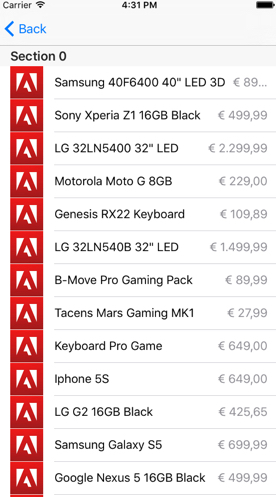 Carrier 4:31 PM
Back
Section 0
Samsung 40F6400 40" LED 3D € 89...
Sony Xperia Z1 16GB Black € 499,99
LG 32LN5400 32" LED € 2.299,99
Motorola Moto G 8GB € 229,00
Genesis RX22 Keyboard € 109,89
LG 32LN540B 32" LED € 1.499,99
B-Move Pro Gaming Pack € 89,99
Tacens Mars Gaming MK1 € 27,99
Keyboard Pro Game € 649,00
Iphone 5S € 649,00
LG G2 16GB Black € 425,65
Samsung Galaxy S5 € 699,99
Google Nexus 5 16GB Black € 499,99